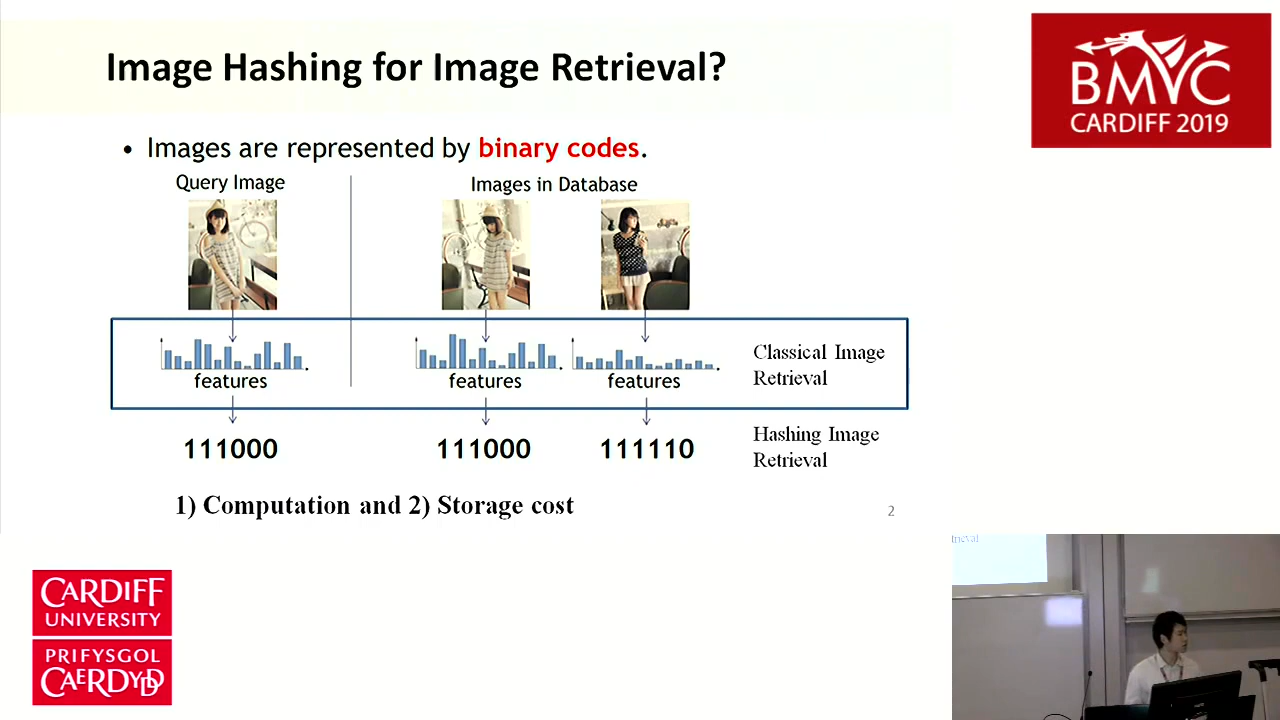 Image Hashing for Image Retrieval?
BMVC
CARDIFF 2019
• Images are represented by binary codes.
Query Image
Images in Database
features
features
features
Classical Image
Retrieval
111000
111000
111110
Hashing Image
Retrieval
1) Computation and 2) Storage cost
2
trieval
CARDIFF
UNIVERSITY
PRIFYSGOL
CAERDYDD